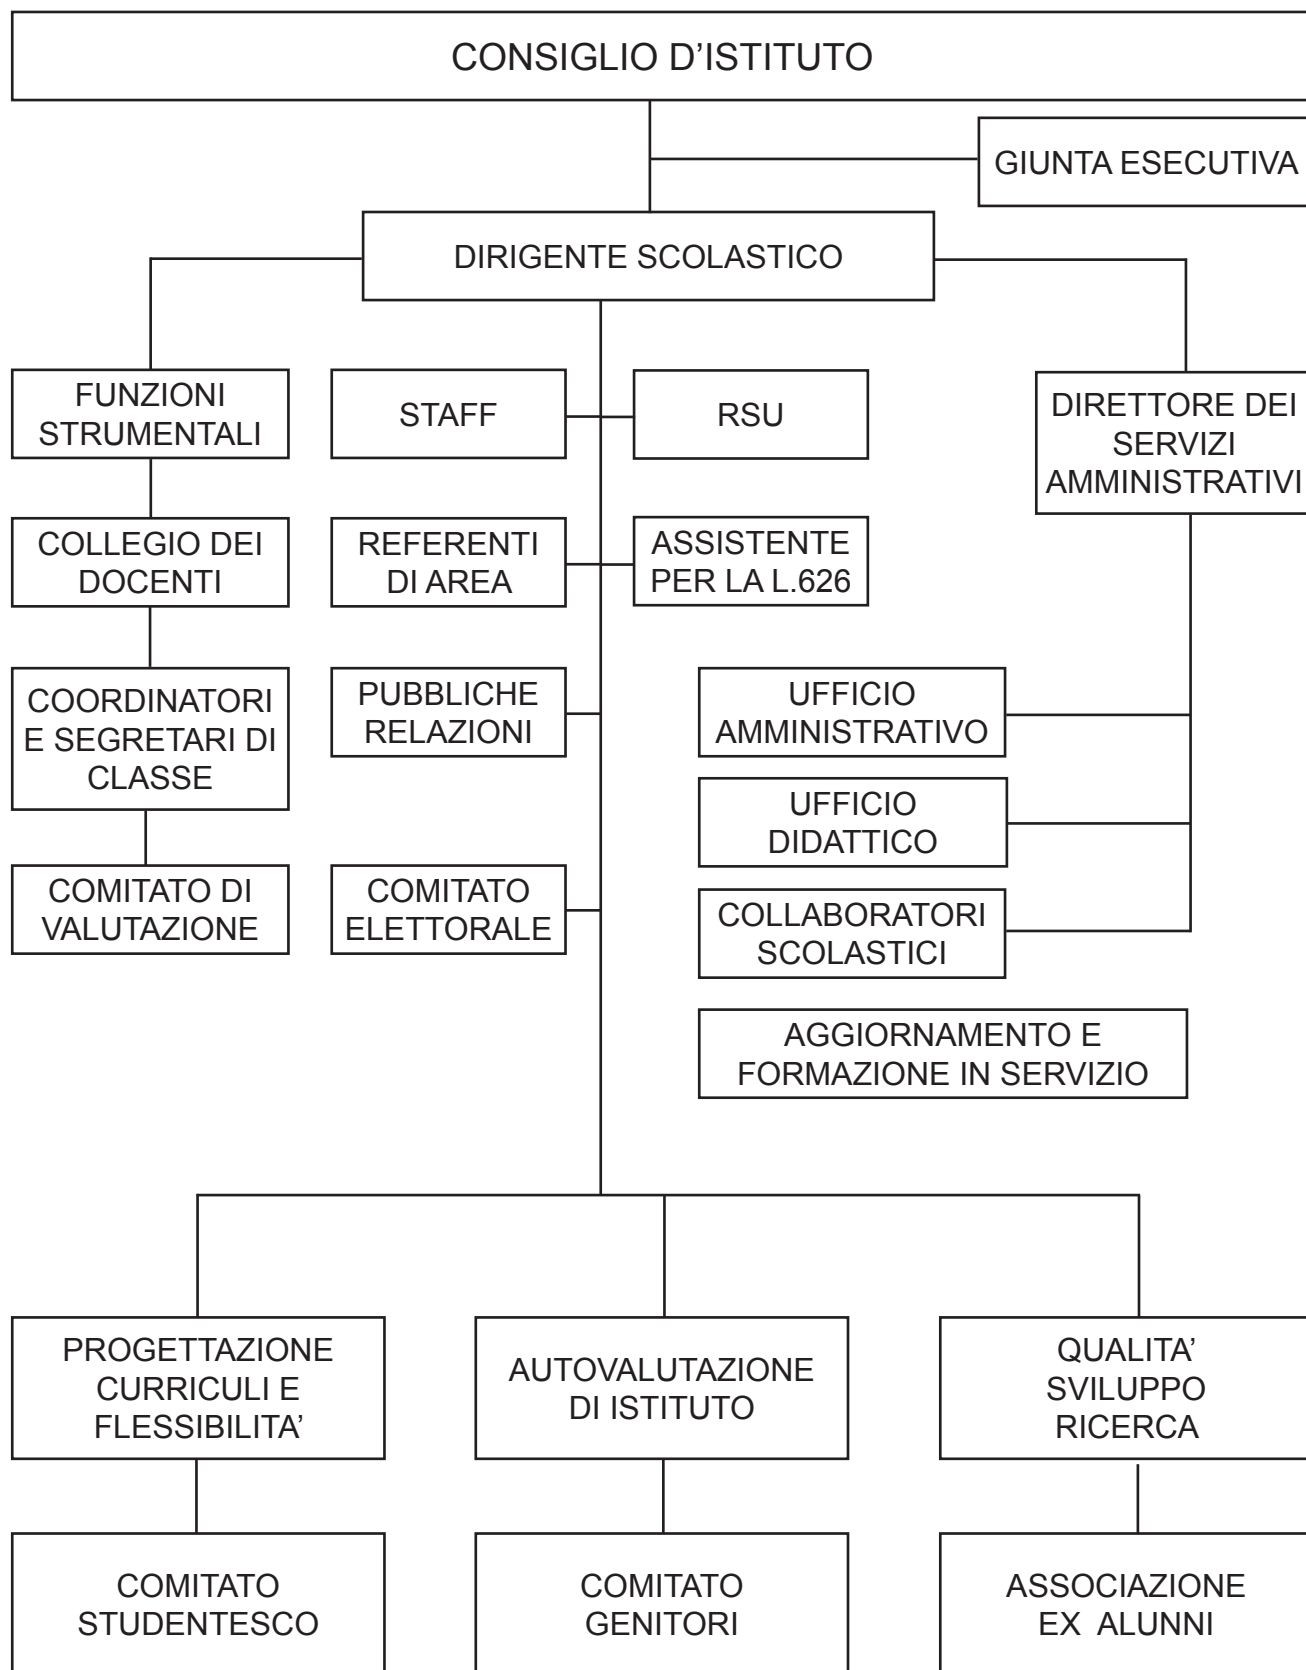 CONSIGLIO D'ISTITUTO
GIUNTA ESECUTIVA
DIRIGENTE SCOLASTICO
FUNZIONI
STRUMENTALI
STAFF
RSU
DIRETTORE DEI
SERVIZI
AMMINISTRATIVI
COLLEGIO DEI
DOCENTI
REFERENTI
DI AREA
ASSISTENTE
PER LA L.626
COORDINATORI
E SEGRETARI DI
CLASSE
PUBBLICHE
RELAZIONI
UFFICIO
AMMINISTRATIVO
UFFICIO
DIDATTICO
COMITATO DI
VALUTAZIONE
COMITATO
ELETTORALE
COLLABORATORI
SCOLASTICI
AGGIORNAMENTO E
FORMAZIONE IN SERVIZIO
PROGETTAZIONE
CURRICULI E
FLESSIBILITA’
AUTOVALUTAZIONE
DI ISTITUTO
QUALITA’
SVILUPPO
RICERCA
COMITATO
STUDENTESCO
COMITATO
GENITORI
ASSOCIAZIONE
EX ALUNNI